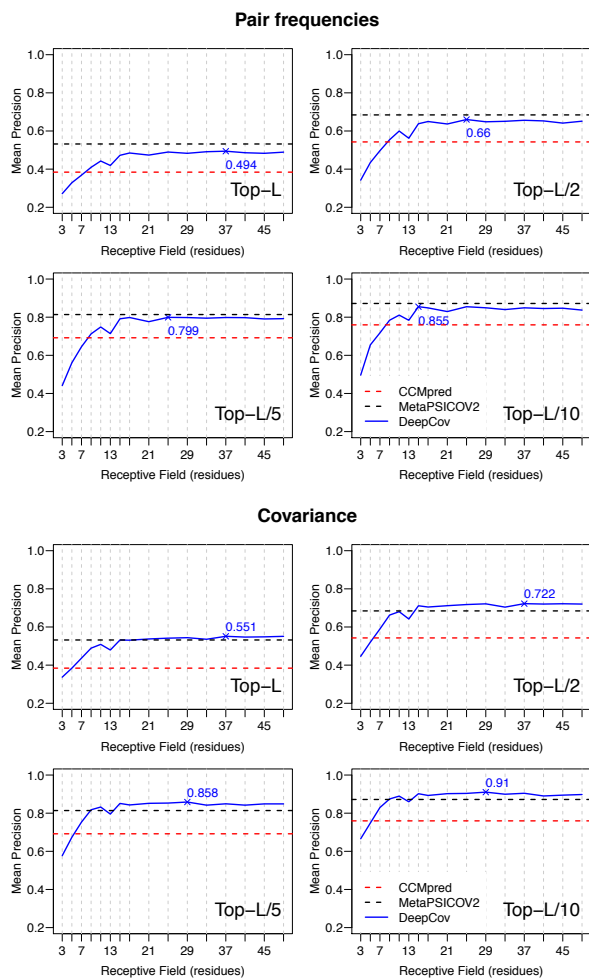 Pair frequencies
Mean Precision
1.0
0.8
0.6
0.4
0.2
0.494
Top−L
3 7 13 21 29 37 45
Receptive Field (residues)
Mean Precision
1.0
0.8
0.6
0.4
0.2
0.66
Top−L/2
3 7 13 21 29 37 45
Receptive Field (residues)
Mean Precision
1.0
0.8
0.6
0.4
0.2
0.799
Top−L/5
3 7 13 21 29 37 45
Receptive Field (residues)
Mean Precision
1.0
0.8
0.6
0.4
0.2
0.855
CCMpred
MetaPSICOV2
DeepCov
Top−L/10
3 7 13 21 29 37 45
Receptive Field (residues)
Covariance
Mean Precision
1.0
0.8
0.6
0.4
0.2
0.551
Top−L
3 7 13 21 29 37 45
Receptive Field (residues)
Mean Precision
1.0
0.8
0.6
0.4
0.2
0.722
Top−L/2
3 7 13 21 29 37 45
Receptive Field (residues)
Mean Precision
1.0
0.8
0.6
0.4
0.2
0.858
Top−L/5
3 7 13 21 29 37 45
Receptive Field (residues)
Mean Precision
1.0
0.8
0.6
0.4
0.2
0.91
CCMpred
MetaPSICOV2
DeepCov
Top−L/10
3 7 13 21 29 37 45
Receptive Field (residues)